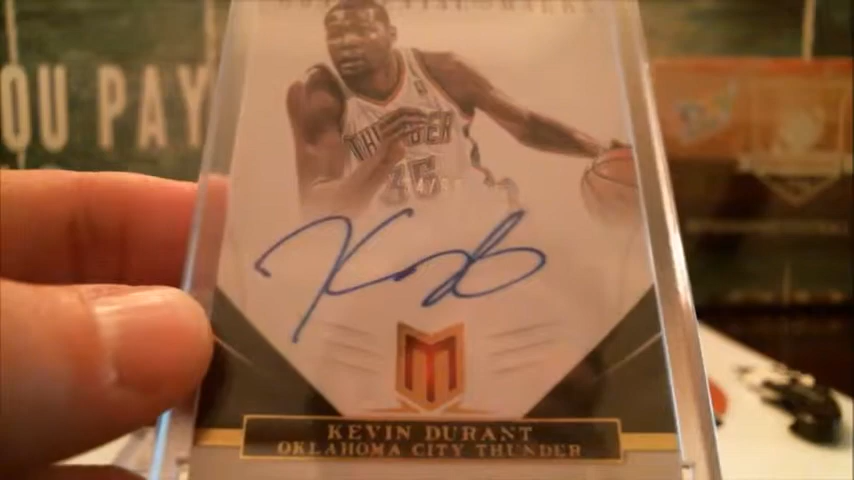 OU PAY
THUNDER
35
KEVIN DURANT
OKLAHOMA CITY THUNDER